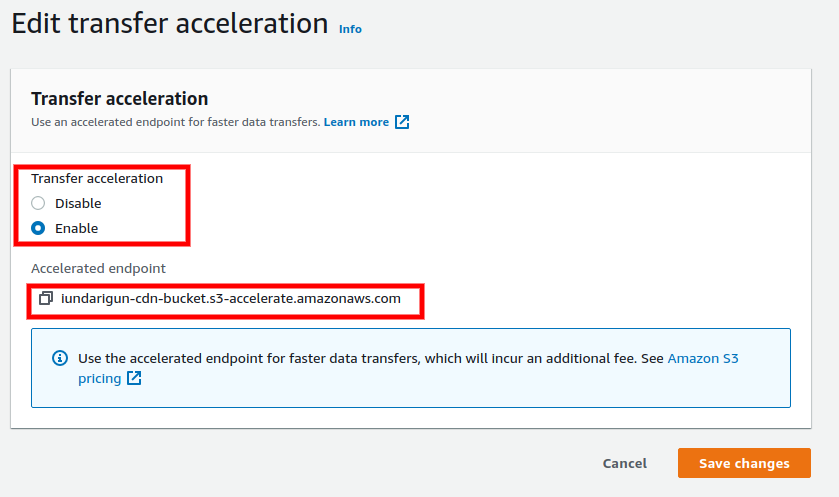 Edit transfer acceleration Info
Transfer acceleration
Use an accelerated endpoint for faster data transfers. Learn more
Transfer acceleration
Disable
Enable
Accelerated endpoint
iundarigun-cdn-bucket.s3-accelerate.amazonaws.com
Use the accelerated endpoint for faster data transfers, which will incur an additional fee. See Amazon S3
pricing
Cancel Save changes